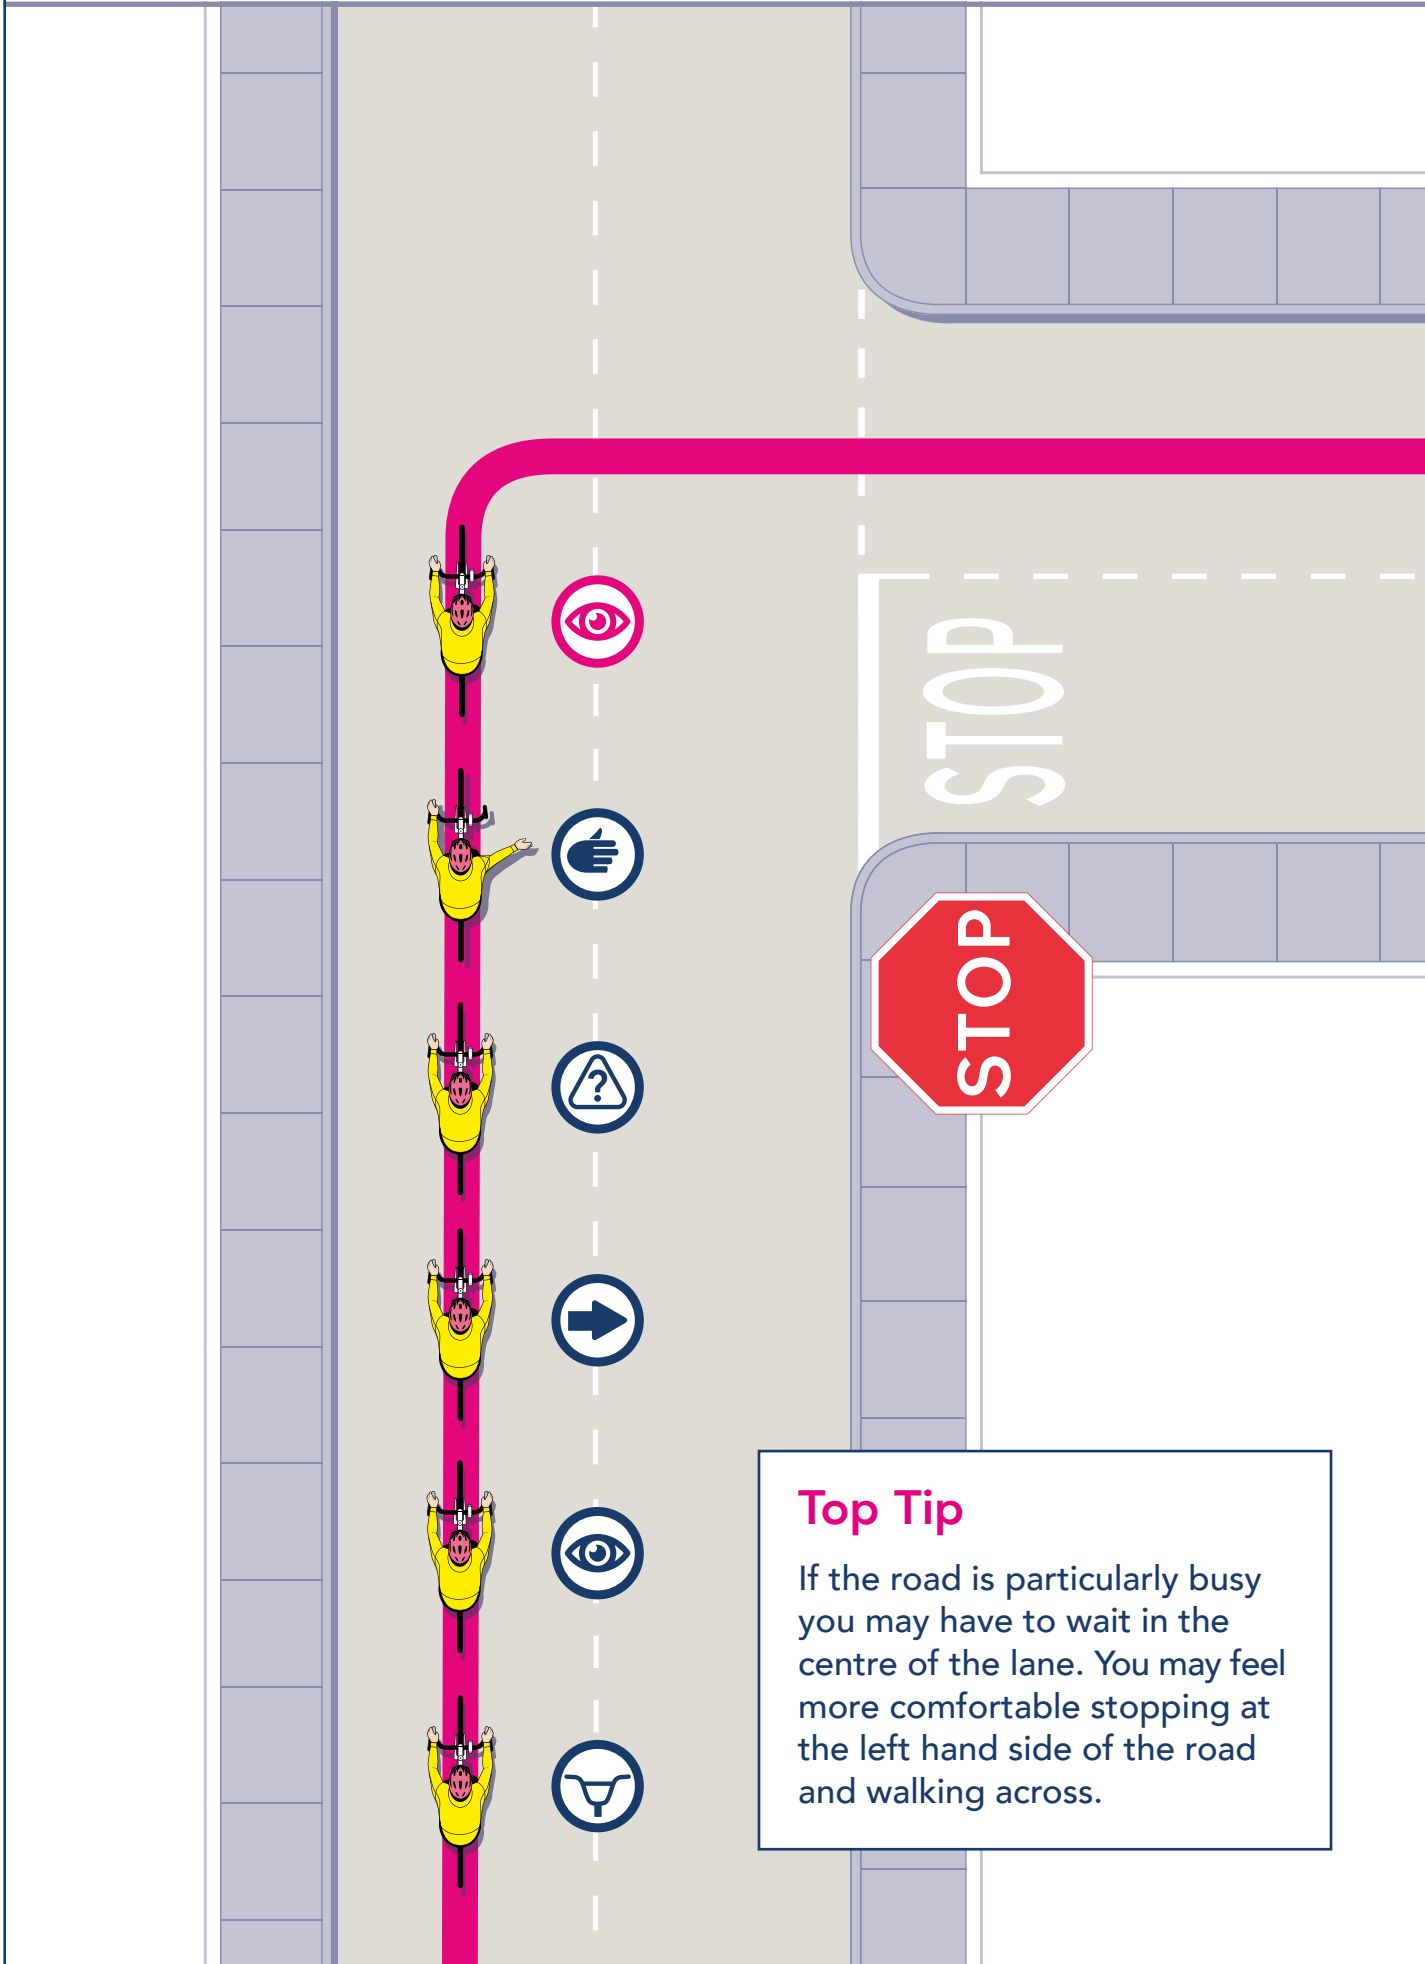 STOP
?
STOP
Top Tip
If the road is particularly busy
you may have to wait in the
centre of the lane. You may feel
more comfortable stopping at
the left hand side of the road
and walking across.